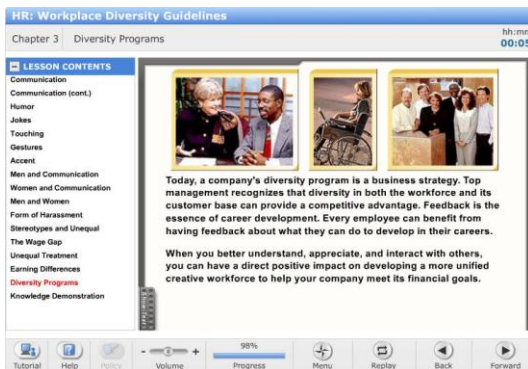 HR: Workplace Diversity Guidelines
Chapter 3 Diversity Programs
hh:mm
00:05
LESSON CONTENTS
Communication
Communication (cont.)
Humor
Jokes
Touching
Gestures
Accent
Men and Communication
Women and Communication
Men and Women
Form of Harassment
Stereotypes and Unequal
The Wage Gap
Unequal Treatment
Earning Differences
Diversity Programs
Knowledge Demonstration
Today, a company's diversity program is a business strategy. Top
management recognizes that diversity in both the workforce and its
customer base can provide a competitive advantage. Feedback is the
essence of career development. Every employee can benefit from
having feedback about what they can do to develop in their careers.
When you better understand, appreciate, and interact with others,
you can have a direct positive impact on developing a more unified
creative workforce to help your company meet its financial goals.
98%
Tutorial Help Policy - + Volume Progress Menu Replay Back Forward